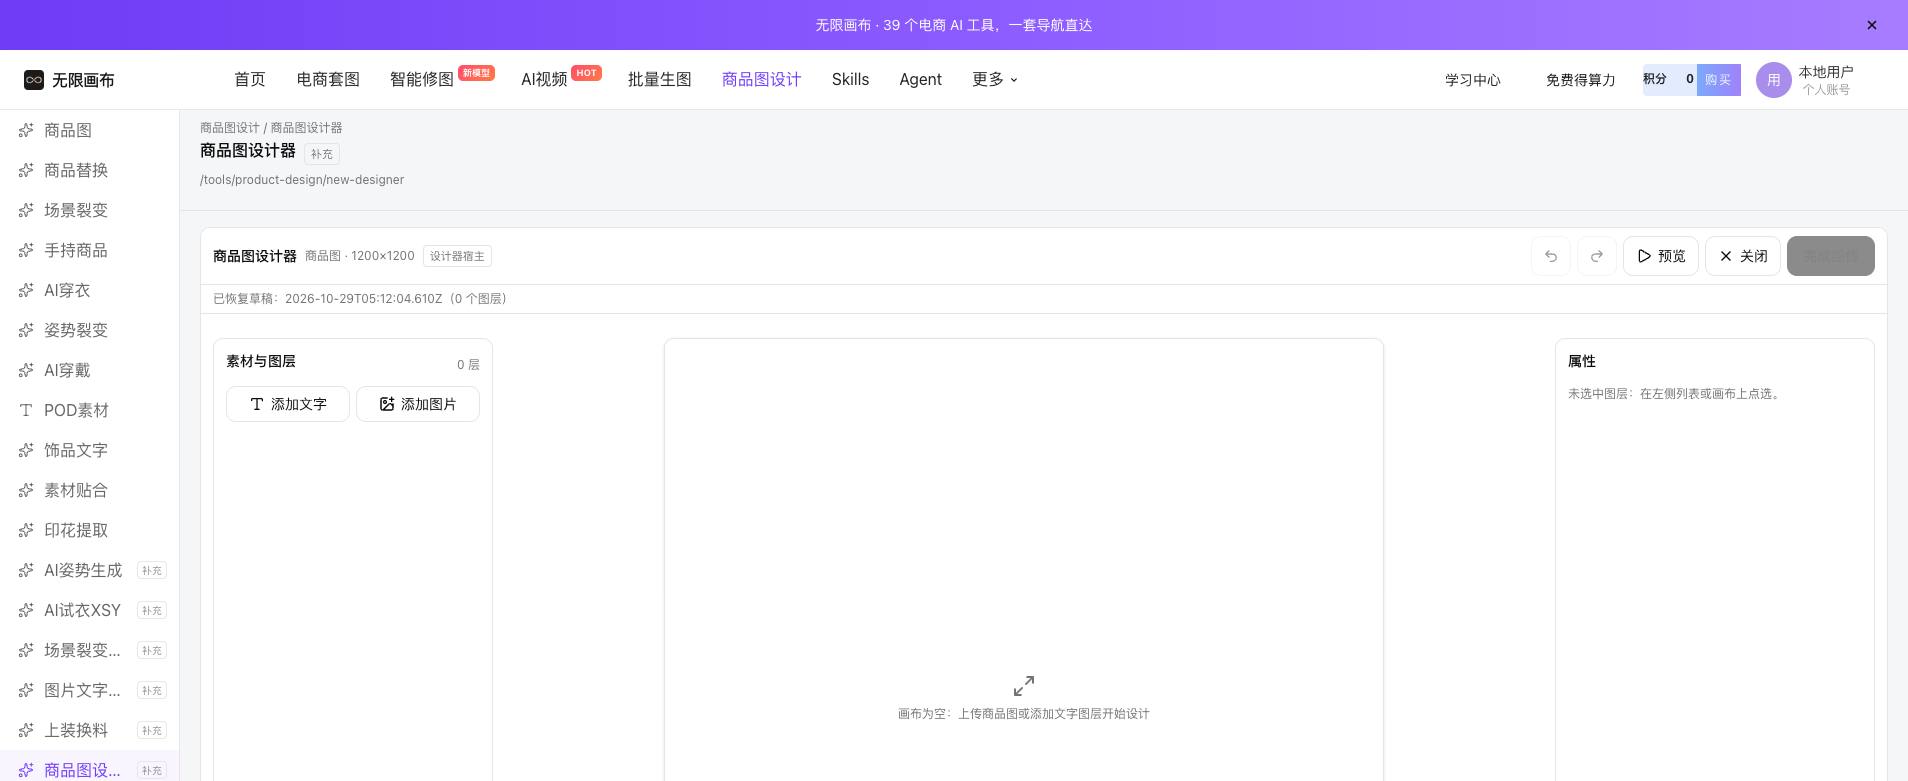 无限画布 · 39 个电商 AI 工具，一套导航直达
无限画布
首页
电商套图
智能修图
新模型
AI视频
HOT
批量生图
商品图设计
Skills
Agent
更多
学习中心
免费得算力
积分 0
购买
用
本地用户
个人账号
商品图
商品替换
场景裂变
手持商品
AI穿衣
姿势裂变
AI穿戴
POD素材
饰品文字
素材贴合
印花提取
AI姿势生成 补充
AI试衣XSY 补充
场景裂变... 补充
图片文字... 补充
上装换料 补充
商品图设... 补充
商品图设计 / 商品图设计器
商品图设计器 补充
/tools/product-design/new-designer
商品图设计器 商品图 · 1200×1200 设计器宿主
预览
关闭
已恢复草稿：2026-10-29T05:12:04.610Z（0 个图层）
素材与图层
0 层
添加文字
添加图片
画布为空：上传商品图或添加文字图层开始设计
属性
未选中图层：在左侧列表或画布上点选。